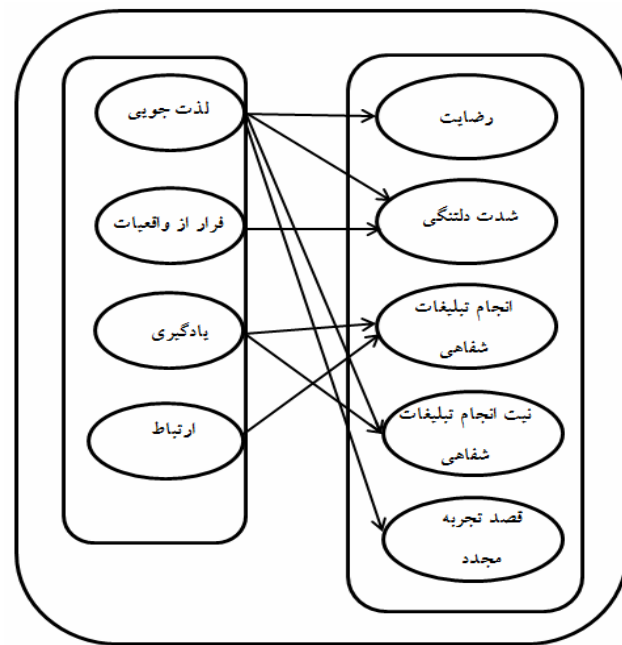 لذت جویی
فرار از واقعیات
یادگیری
ارتباط
رضایت
شدت دلتنگی
انجام تبلیغات
شفاهی
نیت انجام تبلیغات
شفاهی
قصد تجربه
مجدد